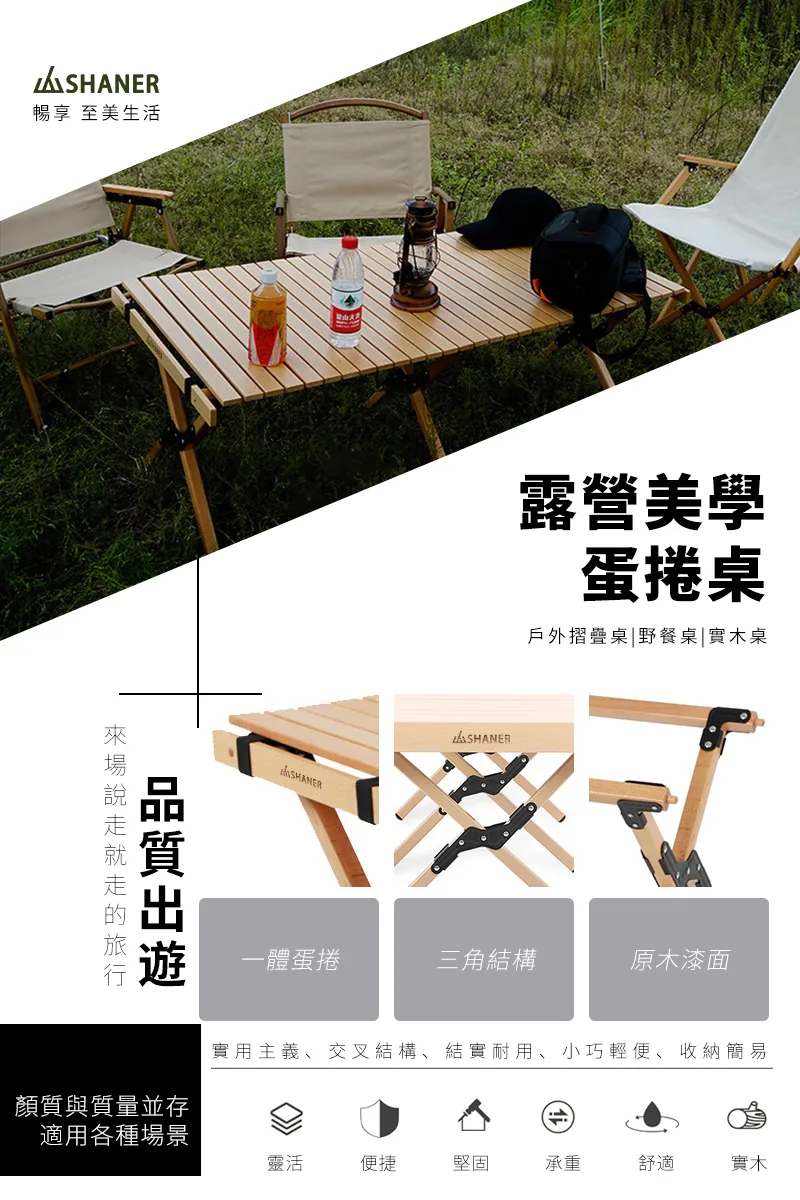 SHANER
暢享 至美生活
露營美學
蛋捲桌
戶外摺疊桌|野餐桌|實木桌
來場說走就走的旅行
品質出遊
SHANER
SHANER
一體蛋捲
三角結構
原木漆面
實用主義、交叉結構、結實耐用、小巧輕便、收納簡易
顏質與質量並存
適用各種場景
靈活
便捷
堅固
承重
舒適
實木